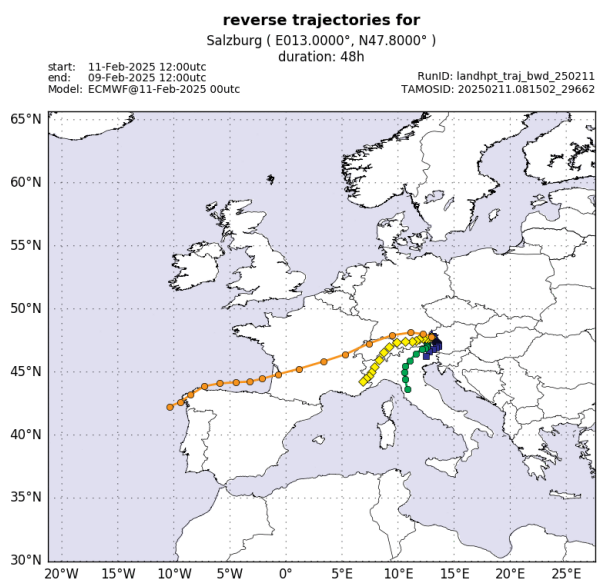 reverse trajectories for
Salzburg ( E013.0000°, N47.8000° )
duration: 48h
start: 11-Feb-2025 12:00utc
end: 09-Feb-2025 12:00utc
Model: ECMWF@11-Feb-2025 00utc
RunID: landhpt_traj_bwd_250211
TAMOSID: 20250211.081502_29662
65°N
60°N
55°N
50°N
45°N
40°N
35°N
30°N
20°W 15°W 10°W 5°W 0° 5°E 10°E 15°E 20°E 25°E